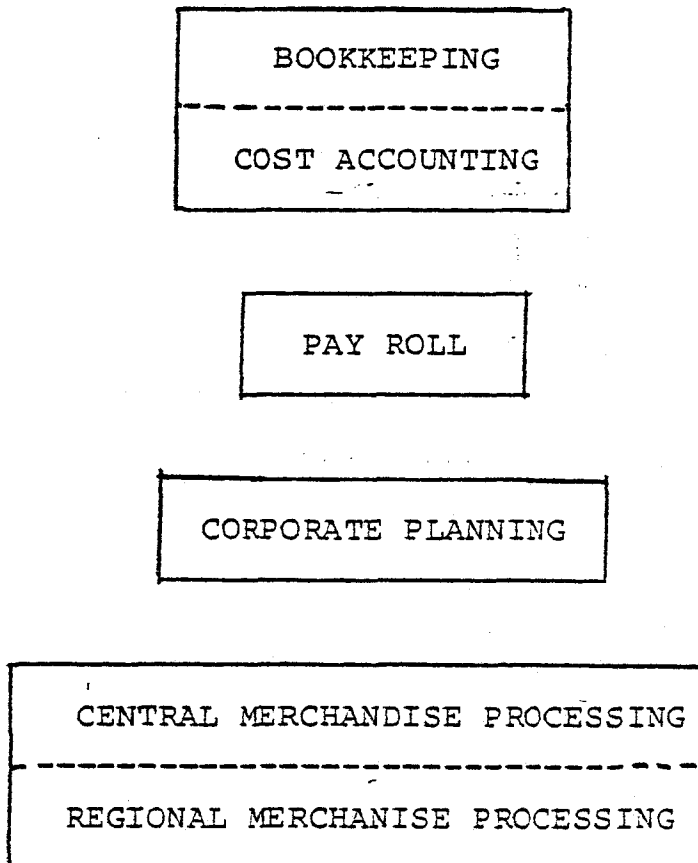 BOOKKEEPING
COST ACCOUNTING
PAY ROLL
CORPORATE PLANNING
CENTRAL MERCHANDISE PROCESSING
REGIONAL MERCHANISE PROCESSING